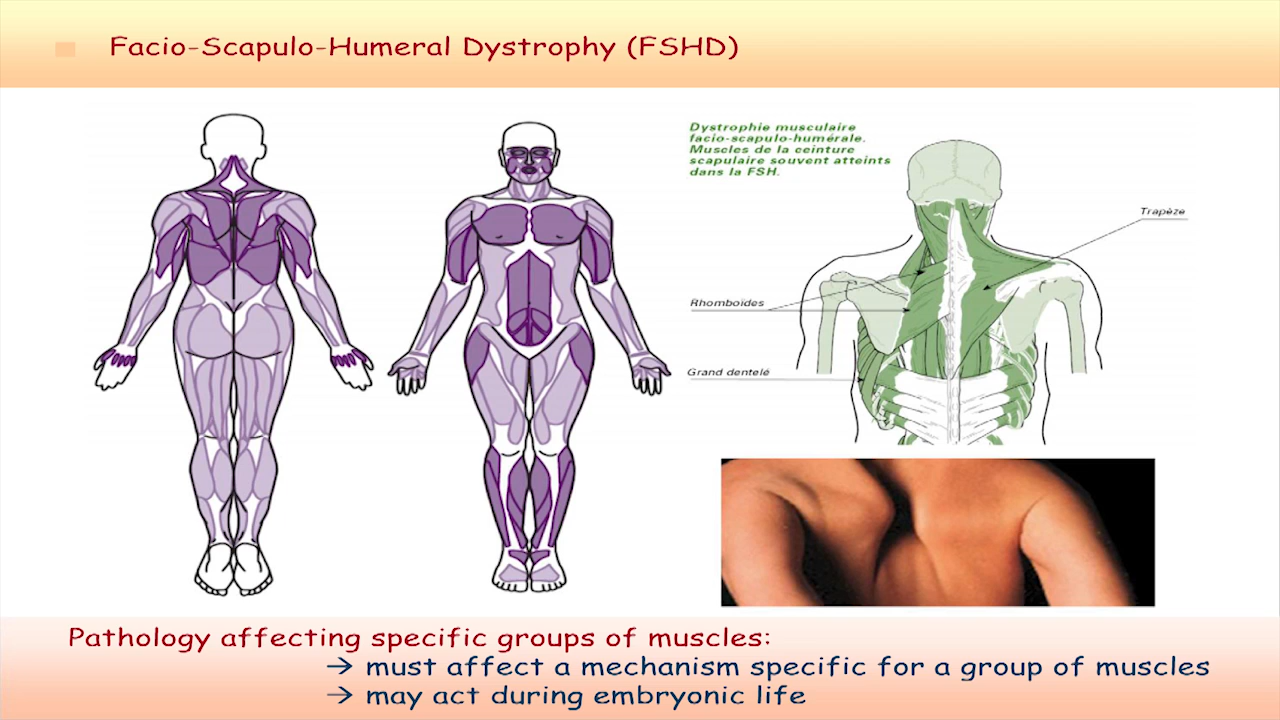 Facio-Scapulo-Humeral Dystrophy (FSHD)
Dystrophie musculaire
facio-scapulo-humérale.
Muscles de la ceinture
scapulaire souvent atteints
dans la FSH.
Trapèze
Rhomboïdes
Grand dentelé
Pathology affecting specific groups of muscles:
→ must affect a mechanism specific for a group of muscles
→ may act during embryonic life